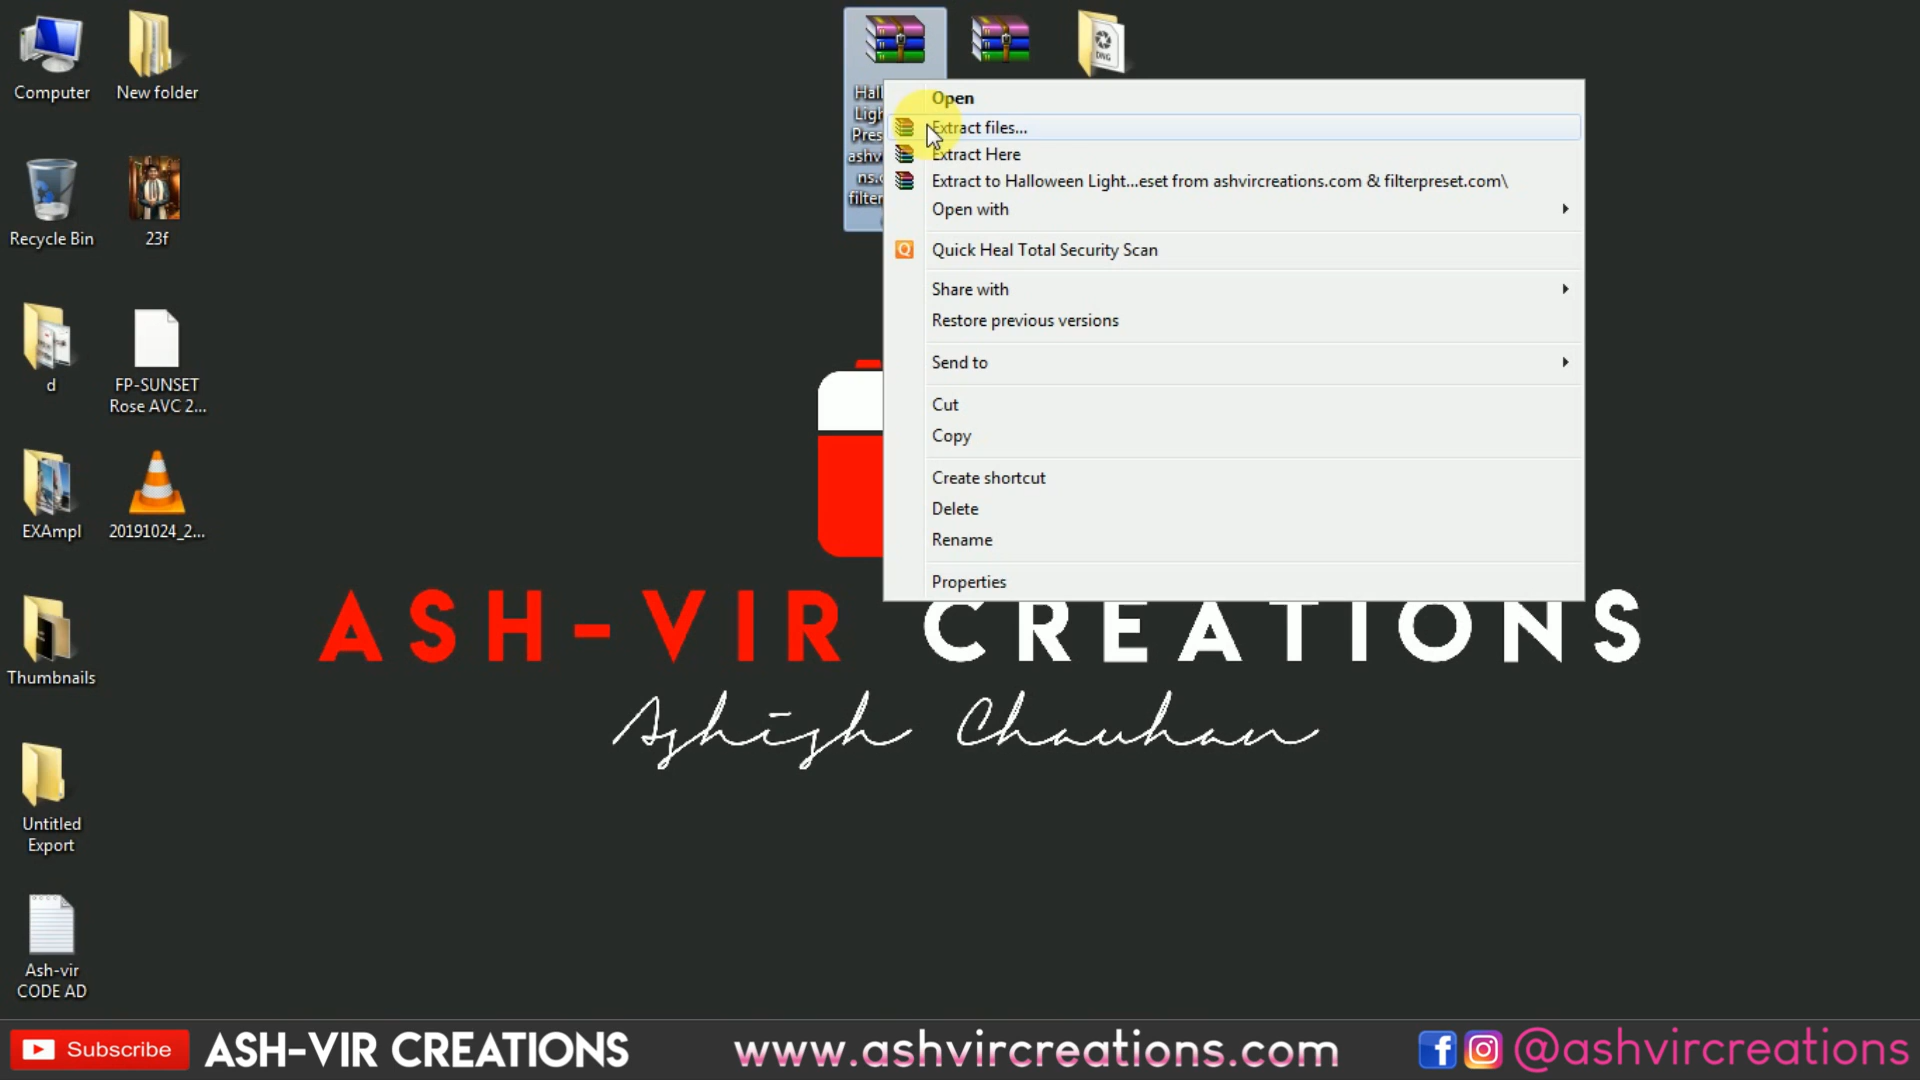 Computer
New folder
Recycle Bin
23f
d
FP-SUNSET
Rose AVC 2...
EXAmpl
20191024_2...
Thumbnails
Untitled
Export
Ash-vir
CODE AD
DNG
Open
Extract files...
Extract Here
Extract to Halloween Light...eset from ashvircreations.com & filterpreset.com\
Open with
Quick Heal Total Security Scan
Share with
Restore previous versions
Send to
Cut
Copy
Create shortcut
Delete
Rename
Properties
ASH-VIR CREATIONS
Ashish Chauhan
Subscribe
ASH-VIR CREATIONS
www.ashvircreations.com
@ashvircreations